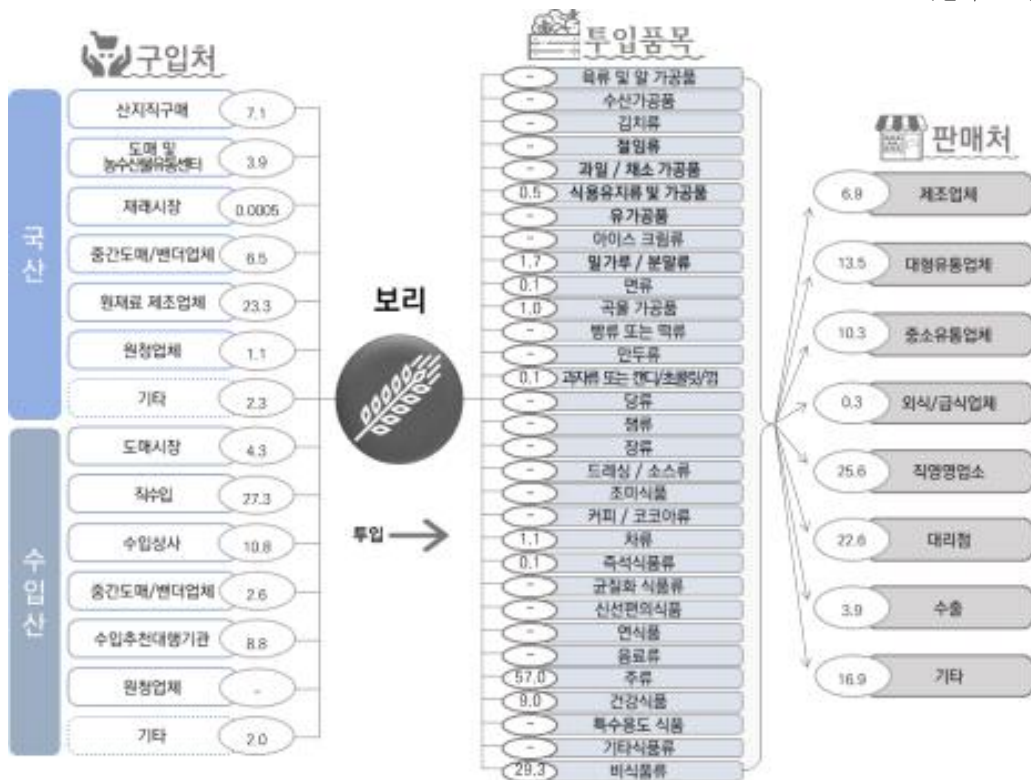 구입처
국산
산지직구매 7.1
도매 및
농수산물유통센터 3.9
재래시장 0.0005
중간도매/밴더업체 6.5
원재료 제조업체 23.3
원청업체 1.1
기타 2.3
수입산
도매시장 4.3
직수입 27.3
수입상사 10.8
중간도매/밴더업체 2.6
수입추천대행기관 8.8
원청업체 -
기타 2.0
보리
투입
투입품목
- 육류 및 알 가공품
- 수산가공품
- 김치류
- 절임류
- 과일 / 채소 가공품
0.5 식용유지류 및 가공품
- 유가공품
- 아이스 크림류
1.7 밀가루 / 분말류
0.1 면류
1.0 곡물 가공품
- 빵류 또는 떡류
- 만두류
0.1 과자류 또는 캔디/초콜릿/껌
- 당류
- 잼류
- 장류
- 드레싱 / 소스류
- 조미식품
- 커피 / 코코아류
1.1 차류
0.1 즉석식품류
- 균질화 식품류
- 신선편의식품
- 연식품
- 음료류
57.0 주류
9.0 건강식품
- 특수용도 식품
- 기타식품류
29.3 비식품류
판매처
6.9 제조업체
13.5 대형유통업체
10.3 중소유통업체
0.3 외식/급식업체
25.6 직영영업소
22.6 대리점
3.9 수출
16.9 기타